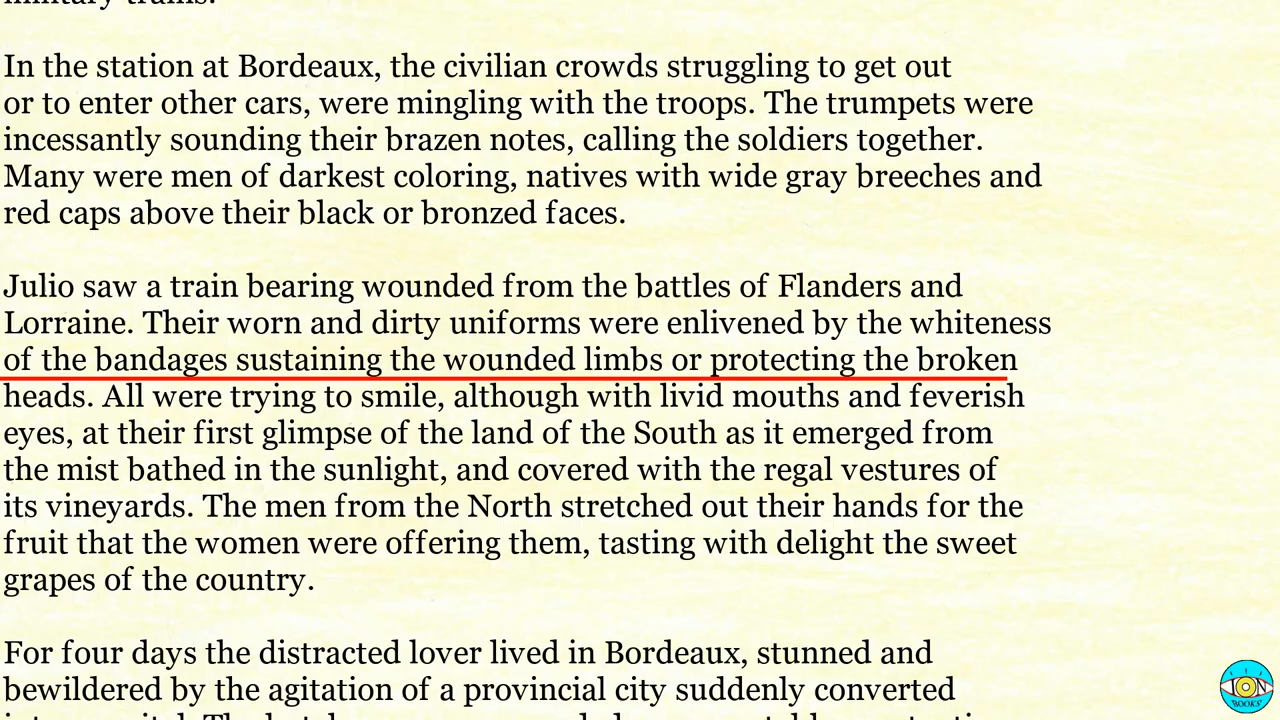 military trains.
In the station at Bordeaux, the civilian crowds struggling to get out
or to enter other cars, were mingling with the troops. The trumpets were
incessantly sounding their brazen notes, calling the soldiers together.
Many were men of darkest coloring, natives with wide gray breeches and
red caps above their black or bronzed faces.
Julio saw a train bearing wounded from the battles of Flanders and
Lorraine. Their worn and dirty uniforms were enlivened by the whiteness
of the bandages sustaining the wounded limbs or protecting the broken
heads. All were trying to smile, although with livid mouths and feverish
eyes, at their first glimpse of the land of the South as it emerged from
the mist bathed in the sunlight, and covered with the regal vestures of
its vineyards. The men from the North stretched out their hands for the
fruit that the women were offering them, tasting with delight the sweet
grapes of the country.
For four days the distracted lover lived in Bordeaux, stunned and
bewildered by the agitation of a provincial city suddenly converted
ION
BOOKS